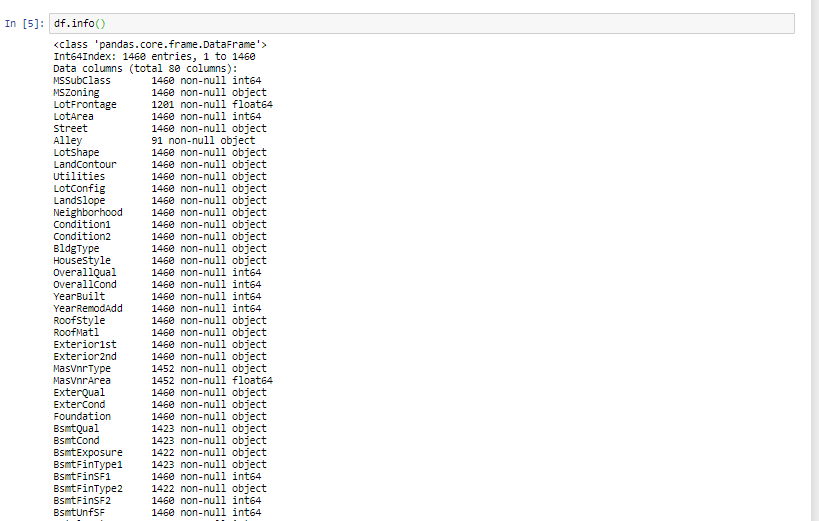 In [5]: df.info()
<class 'pandas.core.frame.DataFrame'>
Int64Index: 1460 entries, 1 to 1460
Data columns (total 80 columns):
MSSubClass 1460 non-null int64
MSZoning 1460 non-null object
LotFrontage 1201 non-null float64
LotArea 1460 non-null int64
Street 1460 non-null object
Alley 91 non-null object
LotShape 1460 non-null object
LandContour 1460 non-null object
Utilities 1460 non-null object
LotConfig 1460 non-null object
LandSlope 1460 non-null object
Neighborhood 1460 non-null object
Condition1 1460 non-null object
Condition2 1460 non-null object
BldgType 1460 non-null object
HouseStyle 1460 non-null object
OverallQual 1460 non-null int64
OverallCond 1460 non-null int64
YearBuilt 1460 non-null int64
YearRemodAdd 1460 non-null int64
RoofStyle 1460 non-null object
RoofMatl 1460 non-null object
Exterior1st 1460 non-null object
Exterior2nd 1460 non-null object
MasVnrType 1452 non-null object
MasVnrArea 1452 non-null float64
ExterQual 1460 non-null object
ExterCond 1460 non-null object
Foundation 1460 non-null object
BsmtQual 1423 non-null object
BsmtCond 1423 non-null object
BsmtExposure 1422 non-null object
BsmtFinType1 1423 non-null object
BsmtFinSF1 1460 non-null int64
BsmtFinType2 1422 non-null object
BsmtFinSF2 1460 non-null int64
BsmtUnfSF 1460 non-null int64